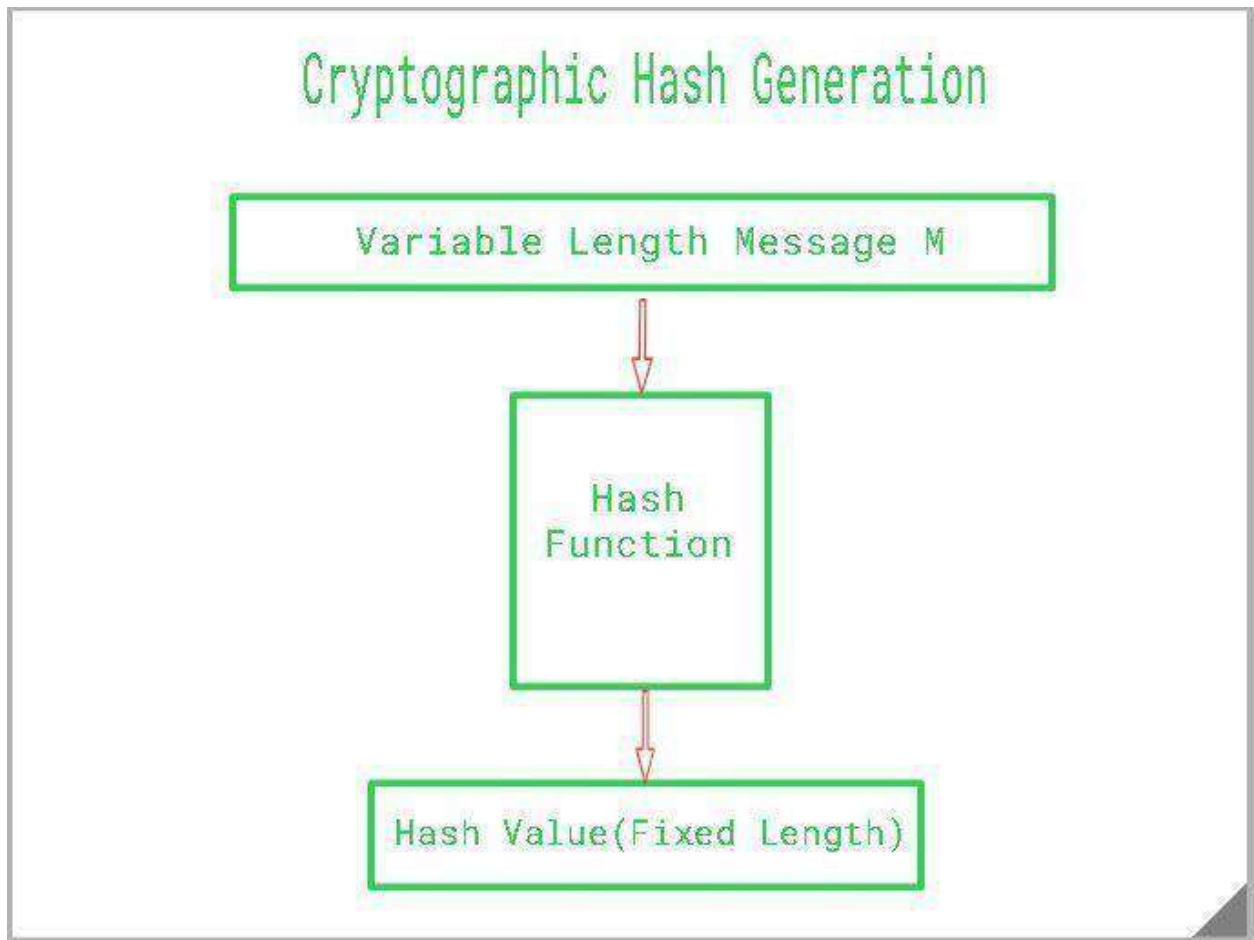 Cryptographic Hash Generation
Variable Length Message M
Hash
Function
Hash Value(Fixed Length)